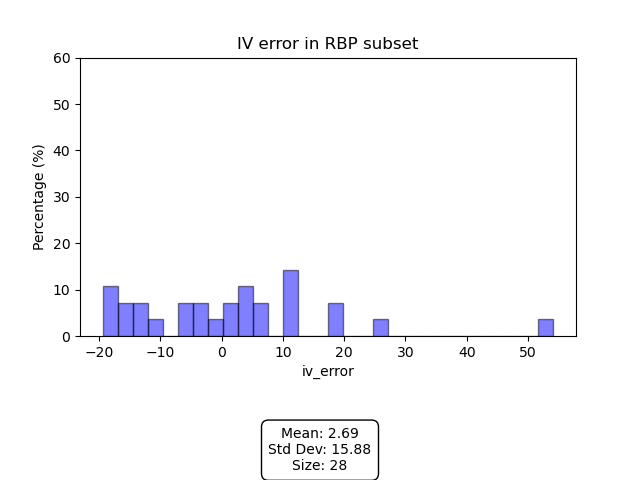 IV error in RBP subset
60
50
40
30
20
10
0
Percentage (%)
−20 −10 0 10 20 30 40 50
iv_error
Mean: 2.69
Std Dev: 15.88
Size: 28